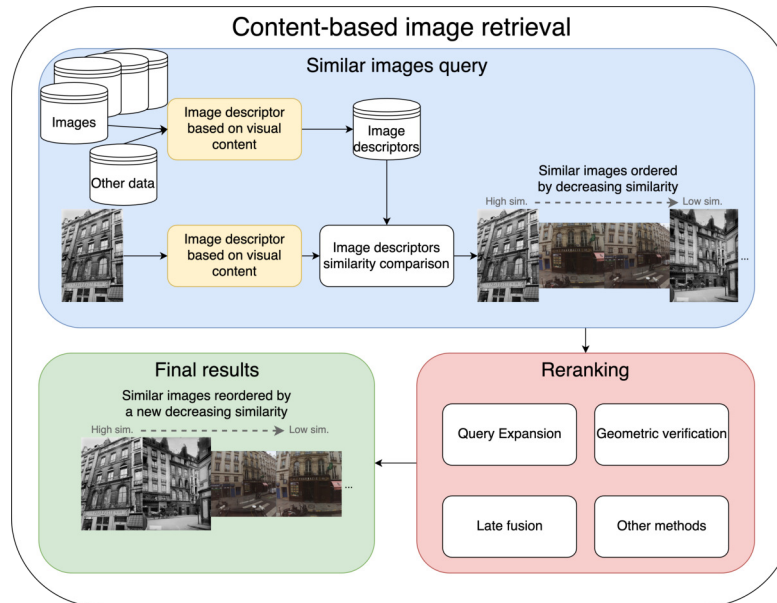 Content-based image retrieval
Similar images query
Images
Other data
Image descriptor
based on visual
content
Image
descriptors
Similar images ordered
by decreasing similarity
High sim.
Low sim.
Image descriptor
based on visual
content
Image descriptors
similarity comparison
...
Final results
Similar images reordered by
a new decreasing similarity
High sim.
Low sim.
...
Reranking
Query Expansion
Geometric verification
Late fusion
Other methods